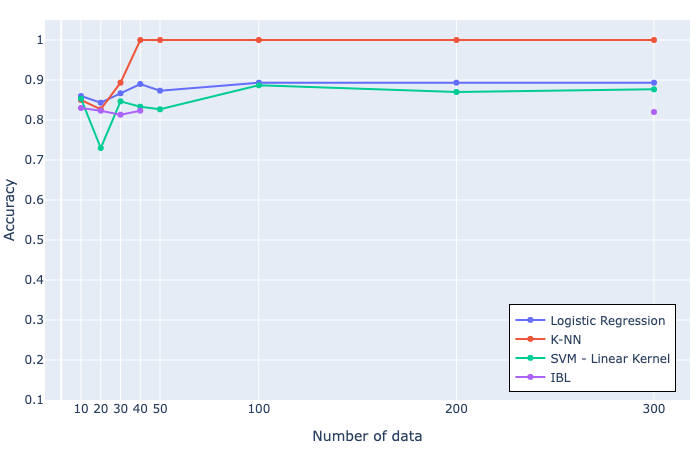 1
0.9
0.8
0.7
0.6
0.5
0.4
0.3
0.2
0.1
Accuracy
10 20 30 40 50 100 200 300
Number of data
Logistic Regression
K-NN
SVM - Linear Kernel
IBL